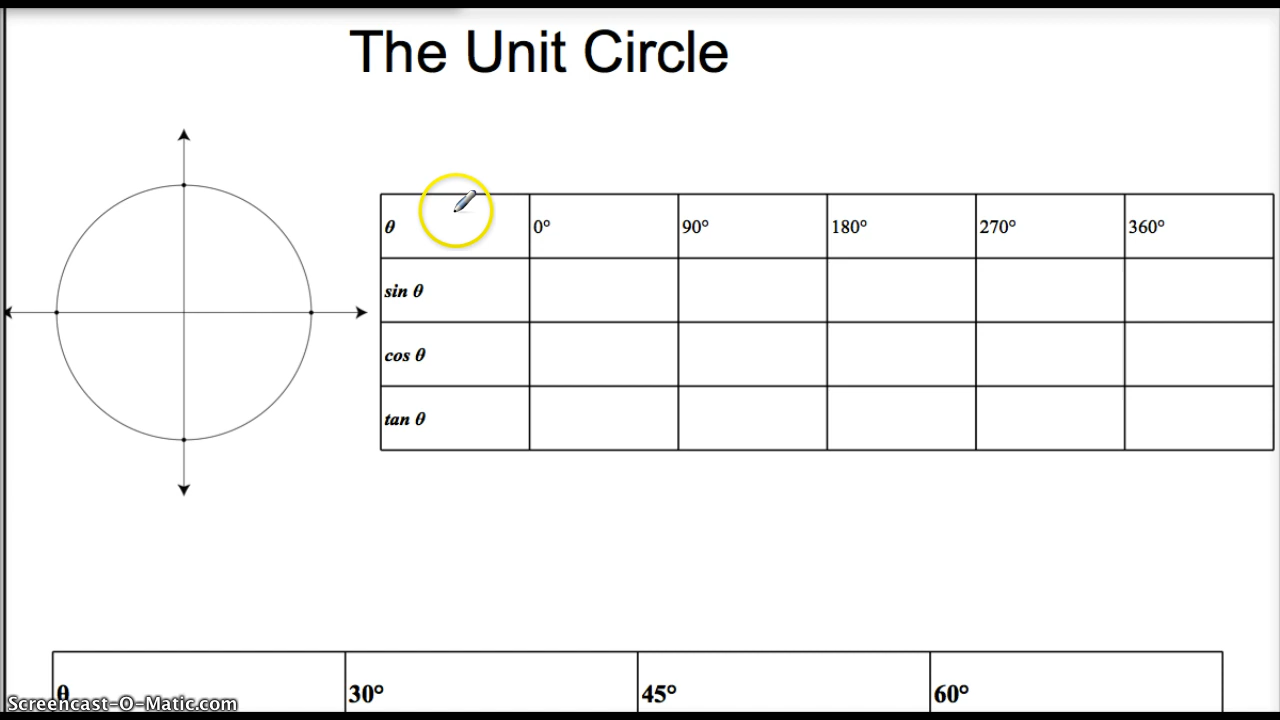 The Unit Circle
θ 0° 90° 180° 270° 360°
sin θ
cos θ
tan θ
θ 30° 45° 60°
Screencast-O-Matic.com